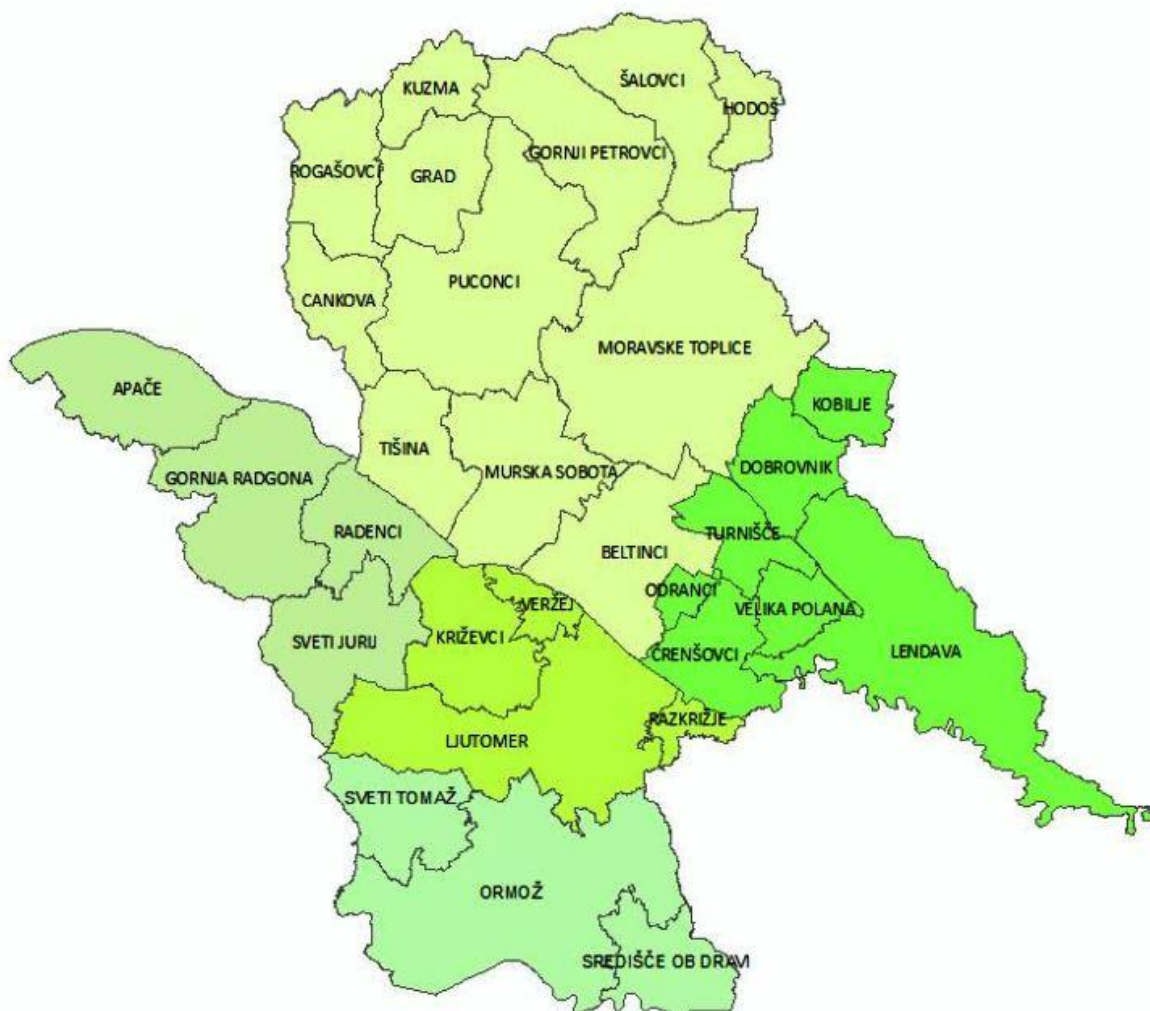 ŠALOVCI
KUZMA
HODOŠ
GORNJI PETROVCI
ROGAŠOVCI
GRAD
PUCONCI
CANKOVA
MORAVSKE TOPLICE
APAČE
KOBILJE
TIŠINA
MURSKA SOBOTA
DOBROVNIK
GORNJA RADGONA
RADENCI
TURNIŠČE
BELTINCI
ODRANCI
VERŽEJ
VELIKA POLANA
SVETI JURIJ
KRIŽEVCI
ČRENŠOVCI
LENDAVA
RAZKRIŽJE
LJUTOMER
SVETI TOMAŽ
ORMOŽ
SREDIŠČE OB DRAVI